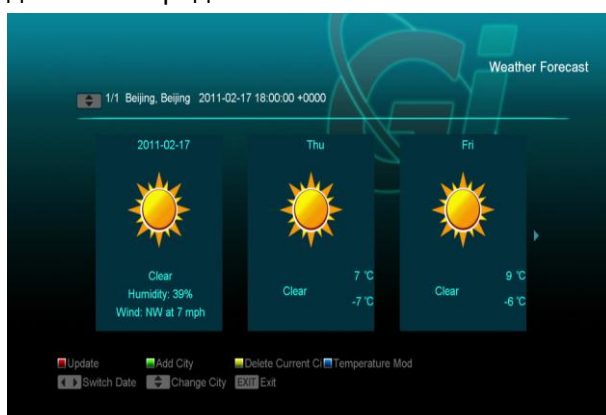 Weather Forecast
1/1 Beijing, Beijing 2011-02-17 18:00:00 +0000
2011-02-17
Clear
Humidity: 39%
Wind: NW at 7 mph
Thu
Clear
7 ℃
-7 ℃
Fri
Clear
9 ℃
-6 ℃
Update Add City Delete Current Ci Temperature Mod
Switch Date Change City EXIT Exit